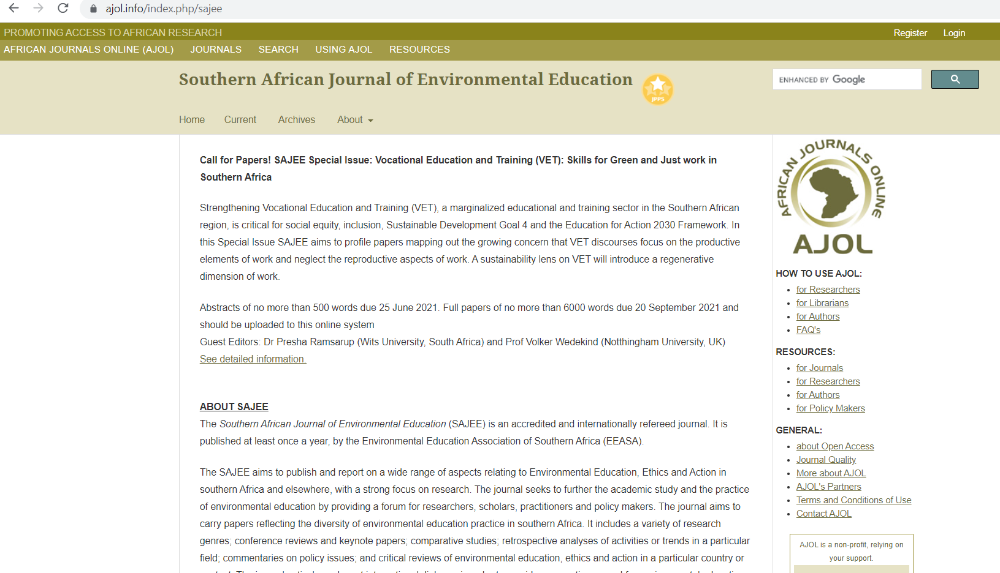 ajol.info/index.php/sajee
PROMOTING ACCESS TO AFRICAN RESEARCH
Register Login
AFRICAN JOURNALS ONLINE (AJOL) JOURNALS SEARCH USING AJOL RESOURCES
Southern African Journal of Environmental Education
JPPS
ENHANCED BY Google
Home Current Archives About
Call for Papers! SAJEE Special Issue: Vocational Education and Training (VET): Skills for Green and Just work in
Southern Africa
Strengthening Vocational Education and Training (VET), a marginalized educational and training sector in the Southern African
region, is critical for social equity, inclusion, Sustainable Development Goal 4 and the Education for Action 2030 Framework. In
this Special Issue SAJEE aims to profile papers mapping out the growing concern that VET discourses focus on the productive
elements of work and neglect the reproductive aspects of work. A sustainability lens on VET will introduce a regenerative
dimension of work.
Abstracts of no more than 500 words due 25 June 2021. Full papers of no more than 6000 words due 20 September 2021 and
should be uploaded to this online system
Guest Editors: Dr Presha Ramsarup (Wits University, South Africa) and Prof Volker Wedekind (Notthingham University, UK)
See detailed information.
ABOUT SAJEE
The Southern African Journal of Environmental Education (SAJEE) is an accredited and internationally refereed journal. It is
published at least once a year, by the Environmental Education Association of Southern Africa (EEASA).
The SAJEE aims to publish and report on a wide range of aspects relating to Environmental Education, Ethics and Action in
southern Africa and elsewhere, with a strong focus on research. The journal seeks to further the academic study and the practice
of environmental education by providing a forum for researchers, scholars, practitioners and policy makers. The journal aims to
carry papers reflecting the diversity of environmental education practice in southern Africa. It includes a variety of research
genres; conference reviews and keynote papers; comparative studies; retrospective analyses of activities or trends in a particular
field; commentaries on policy issues; and critical reviews of environmental education, ethics and action in a particular country or
AFRICAN JOURNALS ONLINE
AJOL
HOW TO USE AJOL:
for Researchers
for Librarians
for Authors
FAQ's
RESOURCES:
for Journals
for Researchers
for Authors
for Policy Makers
GENERAL:
about Open Access
Journal Quality
More about AJOL
AJOL's Partners
Terms and Conditions of Use
Contact AJOL
AJOL is a non-profit, relying on
your support.